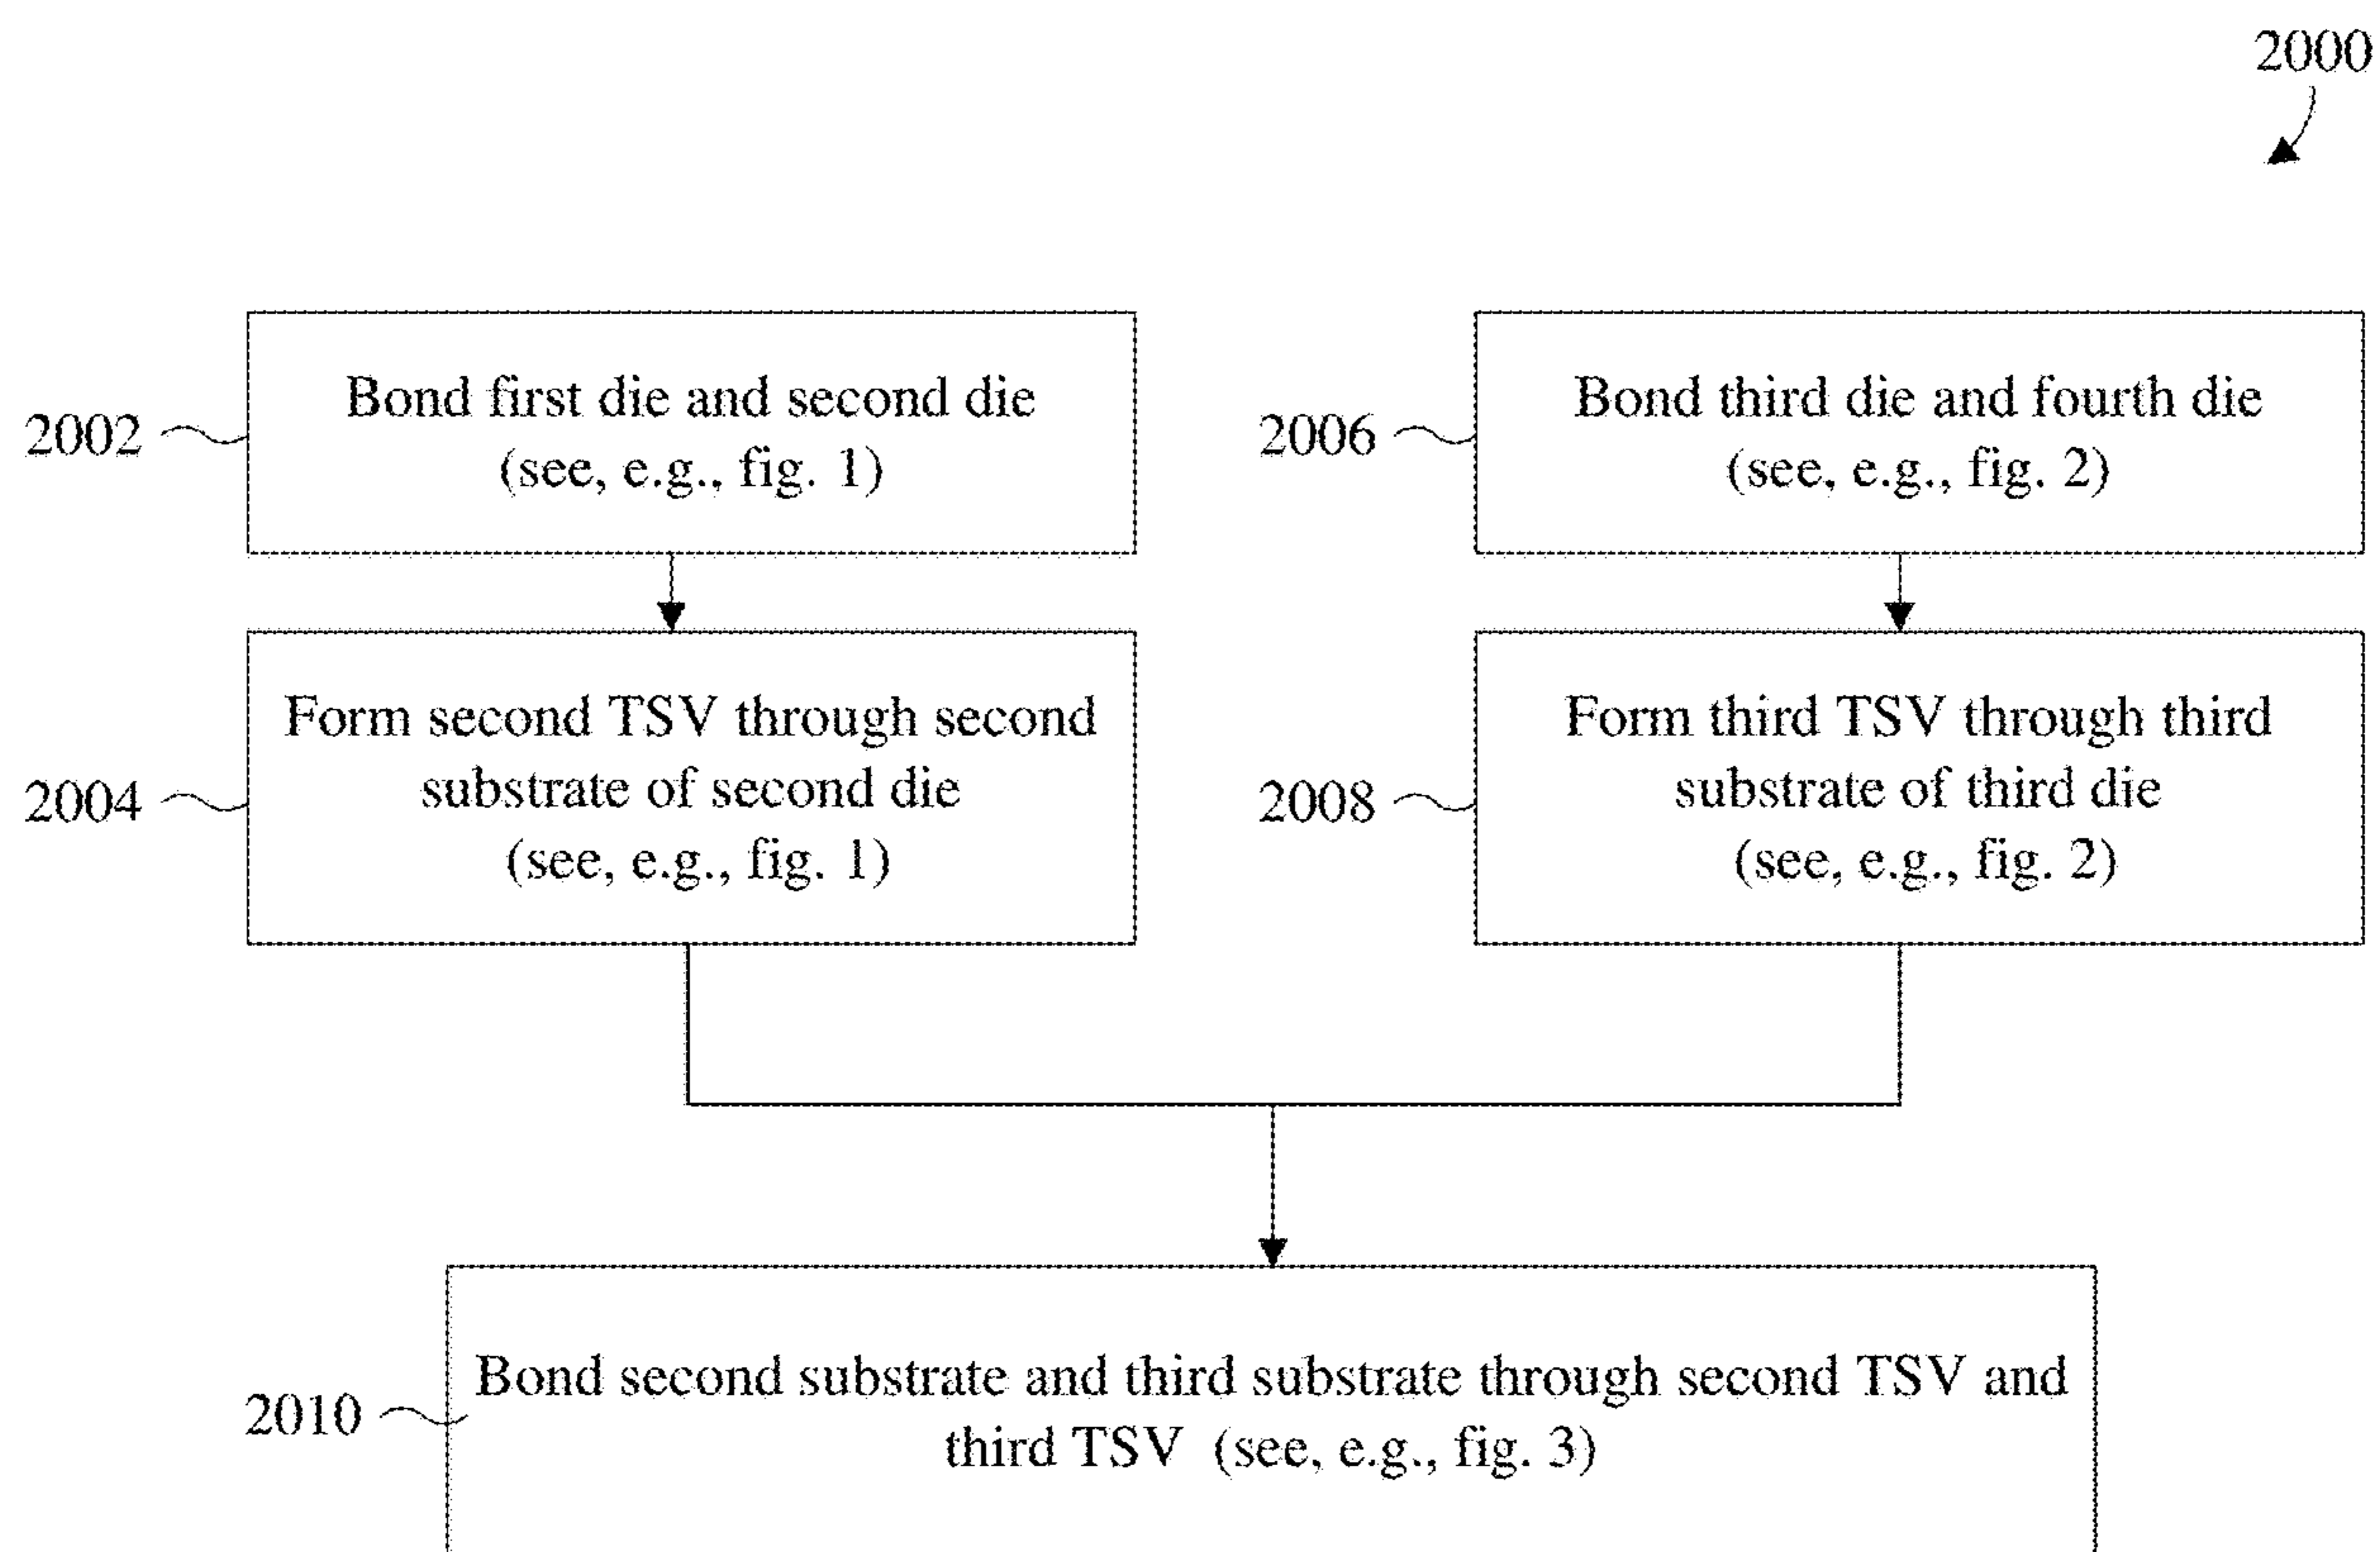 2000
2002
Bond first die and second die
(see, e.g., fig. 1)
2006
Bond third die and fourth die
(see, e.g., fig. 2)
2004
Form second TSV through second
substrate of second die
(see, e.g., fig. 1)
2008
Form third TSV through third
substrate of third die
(see, e.g., fig. 2)
2010
Bond second substrate and third substrate through second TSV and
third TSV (see, e.g., fig. 3)